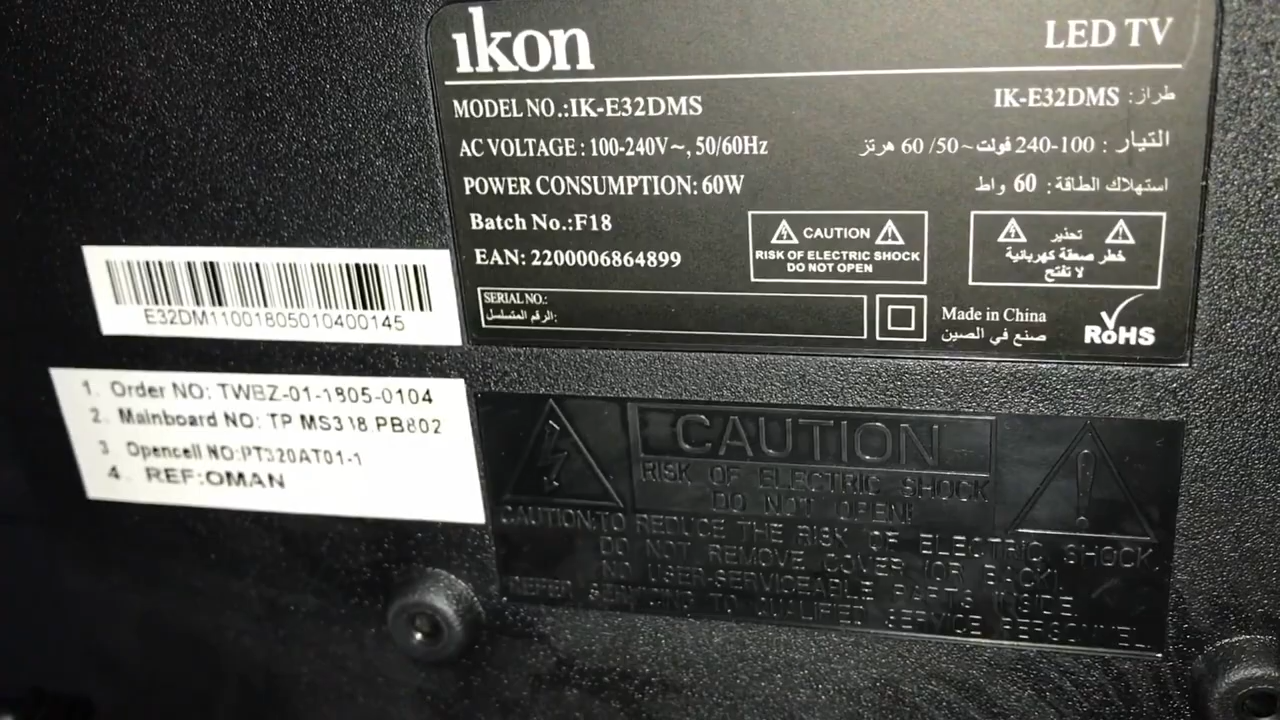 ikon
LED TV
MODEL NO.:IK-E32DMS
طراز: IK-E32DMS
AC VOLTAGE : 100-240V~, 50/60Hz
التيار : 100-240 فولت ~ 50/ 60 هرتز
POWER CONSUMPTION: 60W
استهلاك الطاقة: 60 واط
Batch No.:F18
EAN: 2200006864899
CAUTION
RISK OF ELECTRIC SHOCK
DO NOT OPEN
تحذير
خطر صعقة كهربائية
لا تفتح
SERIAL NO.:
الرقم المتسلسل:
Made in China
صنع في الصين
RoHS
E32DM11001805010400145
1. Order NO: TWBZ-01-1805-0104
2. Mainboard NO: TP MS338 PB802
3. Opencell NO:PT320AT01-1
4. REF:OMAN
CAUTION
RISK OF ELECTRIC SHOCK
DO NOT OPEN!
CAUTION:TO REDUCE THE RISK OF ELECTRIC SHOCK,
DO NOT REMOVE COVER (OR BACK).
NO USER-SERVICEABLE PARTS INSIDE.
REFER SERVICING TO QUALIFIED SERVICE PERSONNEL.